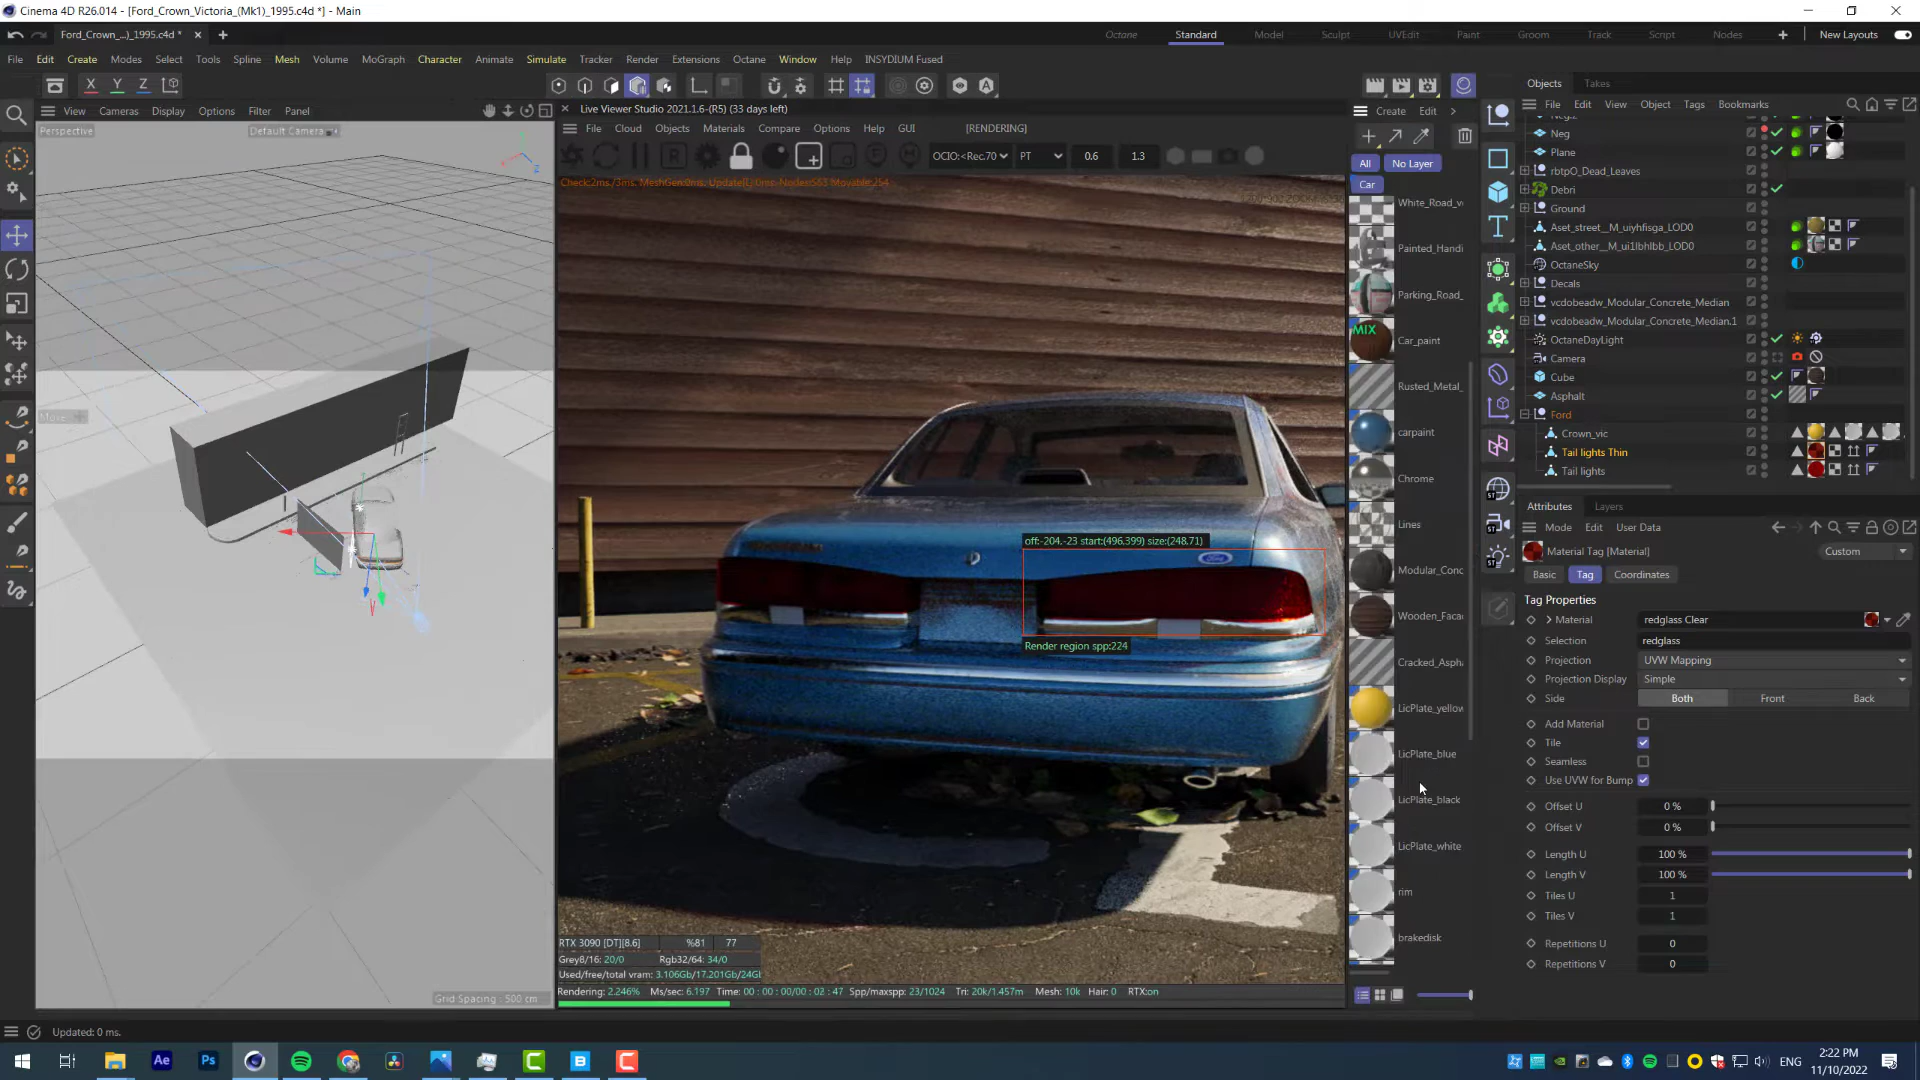 Cinema 4D R26.014 - [Ford_Crown_Victoria_(Mk1)_1995.c4d *] - Main
Ford_Crown_...)_1995.c4d *
Octane Standard Model Sculpt UVEdit Paint Groom Track Script Nodes New Layouts
File Edit Create Modes Select Tools Spline Mesh Volume MoGraph Character Animate Simulate Tracker Render Extensions Octane Window Help INSYDIUM Fused
X Y Z
View Cameras Display Options Filter Panel
Perspective
Default Camera
Move
Grid Spacing : 500 cm
Live Viewer Studio 2021.1.6-(R5) (33 days left)
File Cloud Objects Materials Compare Options Help GUI [RENDERING]
OCIO:<Rec.70 PT 0.6 1.3
off:-204.-23 start:(496.399) size:(248.71)
Render region spp:224
RTX 3090 [DT][8.6] %81 77
Grey8/16: 20/0 Rgb32/64: 34/0
Used/free/total vram: 3.106Gb/17.201Gb/24Gl
Rendering: 2.246% Ms/sec: 6.197 Time: 00 : 00 : 00/00 : 02 : 47 Spp/maxspp: 23/1024 Tri: 20k/1.457m Mesh: 10k Hair: 0 RTX:on
Create Edit
All No Layer
Car
White_Road_v
Painted_Handi
Parking_Road_
MIX
Car_paint
Rusted_Metal_
carpaint
Chrome
Lines
Modular_Conc
Wooden_Faca
Cracked_Aspha
LicPlate_yellow
LicPlate_blue
LicPlate_black
LicPlate_white
rim
brakedisk
Objects Takes
File Edit View Object Tags Bookmarks
Neg.2
Neg
Plane
rbtpO_Dead_Leaves
Debri
Ground
Aset_street__M_uiyhfisga_LOD0
Aset_other__M_ui1lbhlbb_LOD0
OctaneSky
Decals
vcdobeadw_Modular_Concrete_Median
vcdobeadw_Modular_Concrete_Median.1
OctaneDayLight
Camera
Cube
Asphalt
Ford
Crown_vic
Tail lights Thin
Tail lights
Attributes Layers
Mode Edit User Data
Material Tag [Material] Custom
Basic Tag Coordinates
Tag Properties
Material redglass Clear
Selection redglass
Projection UVW Mapping
Projection Display Simple
Side Both Front Back
Add Material
Tile
Seamless
Use UVW for Bump
Offset U 0 %
Offset V 0 %
Length U 100 %
Length V 100 %
Tiles U 1
Tiles V 1
Repetitions U 0
Repetitions V 0
Updated: 0 ms.
Ae Ps B C
ENG
2:22 PM
11/10/2022